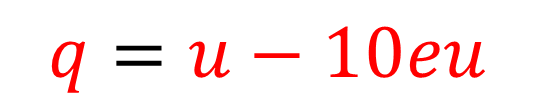 q = u − 10eu